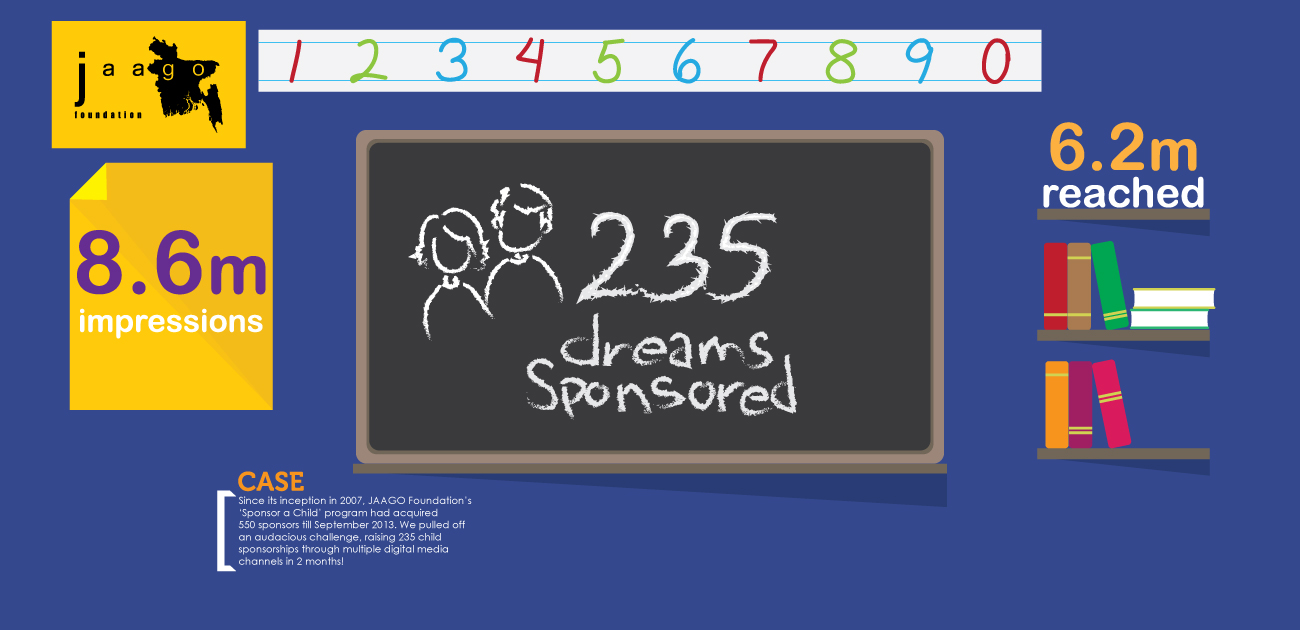 jaago
foundation
1 2 3 4 5 6 7 8 9 0
8.6m
impressions
235
dreams
Sponsored
6.2m
reached
CASE
Since its inception in 2007, JAAGO Foundation's
'Sponsor a Child' program had acquired
550 sponsors till September 2013. We pulled off
an audacious challenge, raising 235 child
sponsorships through multiple digital media
channels in 2 months!